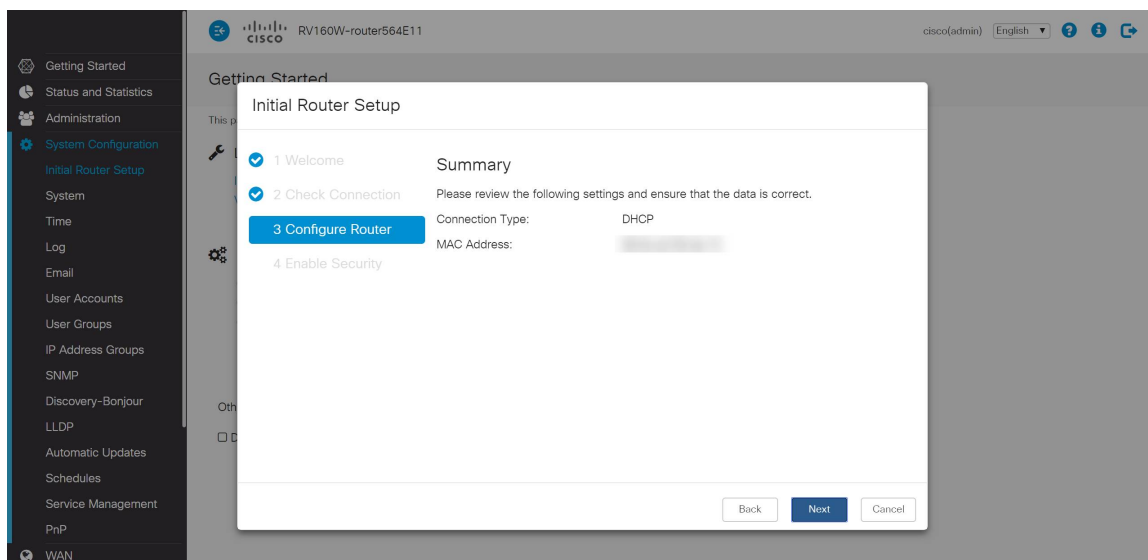 CISCO
RV160W-router564E11
cisco(admin)
English
Getting Started
Status and Statistics
Administration
System Configuration
Initial Router Setup
System
Time
Log
Email
User Accounts
User Groups
IP Address Groups
SNMP
Discovery-Bonjour
LLDP
Automatic Updates
Schedules
Service Management
PnP
WAN
Getting Started
This p
Oth
Initial Router Setup
1 Welcome
2 Check Connection
3 Configure Router
4 Enable Security
Summary
Please review the following settings and ensure that the data is correct.
Connection Type: DHCP
MAC Address:
Back
Next
Cancel